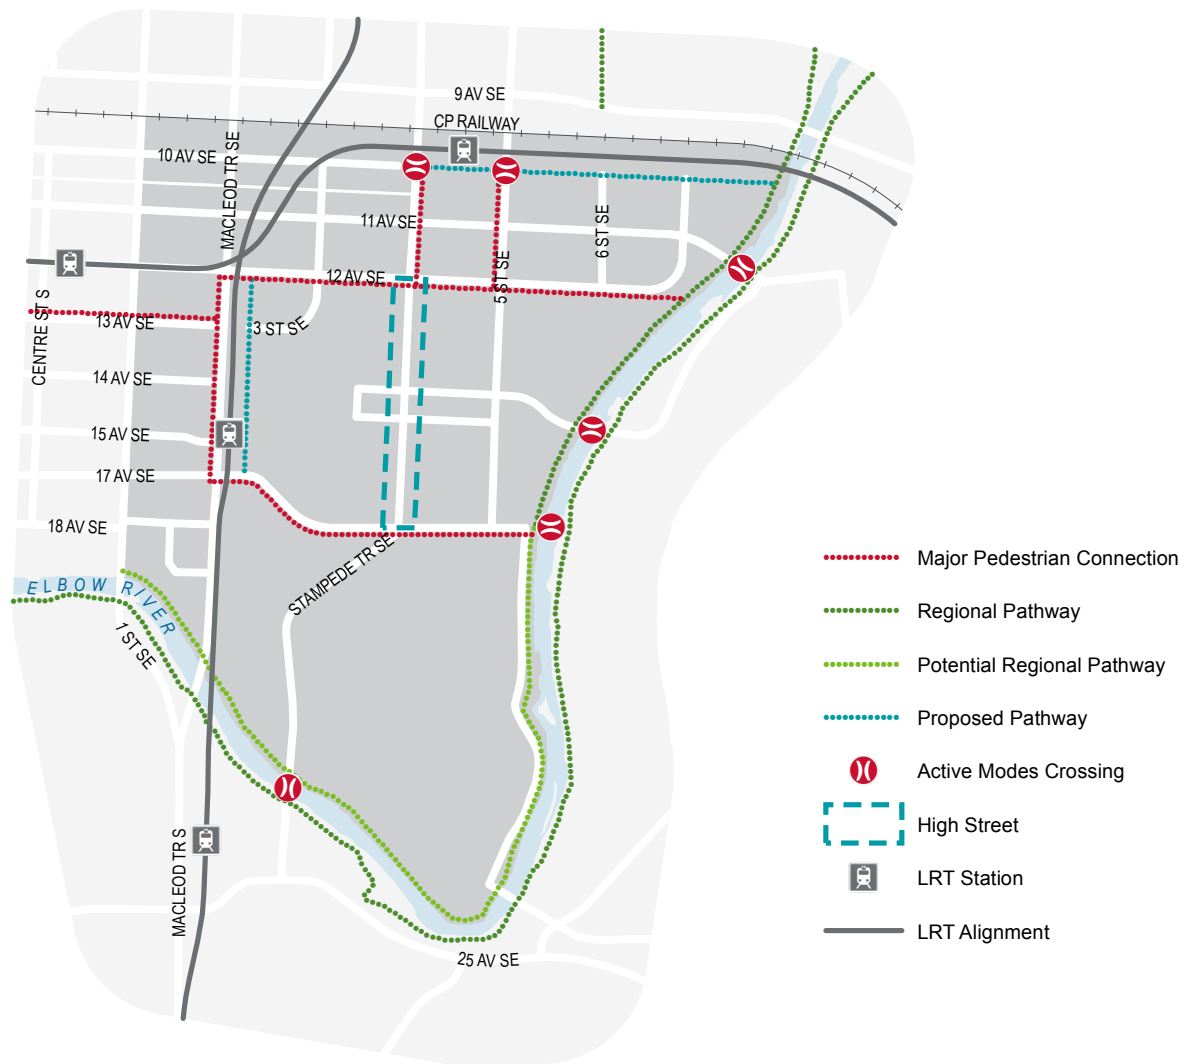 9 AV SE
CP RAILWAY
10 AV SE
MACLEOD TR SE
11 AV SE
6 ST SE
5 ST SE
12 AV SE
CENTRE ST S
13 AV SE
3 ST SE
14 AV SE
15 AV SE
17 AV SE
18 AV SE
STAMPEDE TR SE
ELBOW RIVER
1 ST SE
MACLEOD TR S
25 AV SE
Major Pedestrian Connection
Regional Pathway
Potential Regional Pathway
Proposed Pathway
Active Modes Crossing
High Street
LRT Station
LRT Alignment